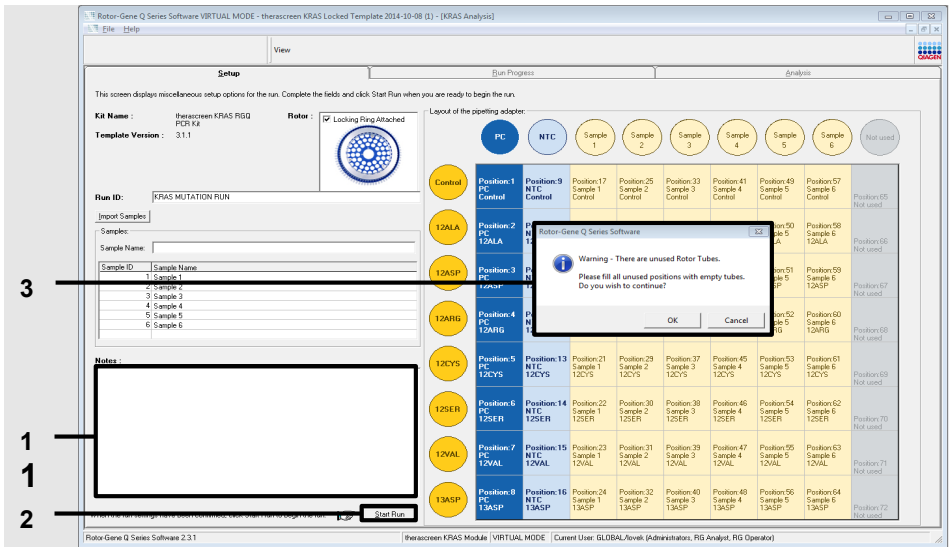 Rotor-Gene Q Series Software VIRTUAL MODE - therascreen KRAS Locked Template 2014-10-08 (1) - [KRAS Analysis]
File Help
View
QIAGEN
Setup
Run Progress
Analysis
This screen displays miscellaneous setup options for the run. Complete the fields and click Start Run when you are ready to begin the run.
Kit Name : therascreen KRAS RGQ
PCR Kit
Template Version : 3.1.1
Rotor :
Locking Ring Attached
Run ID: KRAS MUTATION RUN
Import Samples
Samples:
Sample Name:
Sample ID Sample Name
1 Sample 1
2 Sample 2
3 Sample 3
4 Sample 4
5 Sample 5
6 Sample 6
Notes :
Start Run
Layout of the pipetting adapter:
PC NTC Sample 1 Sample 2 Sample 3 Sample 4 Sample 5 Sample 6 Not used
Control
Position:1 Position:9 Position:17 Position:25 Position:33 Position:41 Position:49 Position:57
PC NTC Sample 1 Sample 2 Sample 3 Sample 4 Sample 5 Sample 6 Position:65
Control Control Control Control Control Control Control Control Not used
12ALA
Position:2 Position:58
PC Sample 6 Position:66
12ALA 12ALA Not used
12ASP
Position:3 Position:59
PC Sample 6 Position:67
12ASP 12ASP Not used
12ARG
Position:4 Position:60
PC Sample 6 Position:68
12ARG 12ARG Not used
12CYS
Position:5 Position:13 Position:21 Position:29 Position:37 Position:45 Position:53 Position:61
PC NTC Sample 1 Sample 2 Sample 3 Sample 4 Sample 5 Sample 6 Position:69
12CYS 12CYS 12CYS 12CYS 12CYS 12CYS 12CYS 12CYS Not used
12SER
Position:6 Position:14 Position:22 Position:30 Position:38 Position:46 Position:54 Position:62
PC NTC Sample 1 Sample 2 Sample 3 Sample 4 Sample 5 Sample 6 Position:70
12SER 12SER 12SER 12SER 12SER 12SER 12SER 12SER Not used
12VAL
Position:7 Position:15 Position:23 Position:31 Position:39 Position:47 Position:55 Position:63
PC NTC Sample 1 Sample 2 Sample 3 Sample 4 Sample 5 Sample 6 Position:71
12VAL 12VAL 12VAL 12VAL 12VAL 12VAL 12VAL 12VAL Not used
13ASP
Position:8 Position:16 Position:24 Position:32 Position:40 Position:48 Position:56 Position:64
PC NTC Sample 1 Sample 2 Sample 3 Sample 4 Sample 5 Sample 6 Position:72
13ASP 13ASP 13ASP 13ASP 13ASP 13ASP 13ASP 13ASP Not used
Rotor-Gene Q Series Software
Warning - There are unused Rotor Tubes.
Please fill all unused positions with empty tubes.
Do you wish to continue?
OK Cancel
3
1
1
2
When the run settings have been confirmed, click Start Run to begin the run.
Rotor-Gene Q Series Software 2.3.1
therascreen KRAS Module VIRTUAL MODE Current User: GLOBAL/lovek (Administrators, RG Analyst, RG Operator)